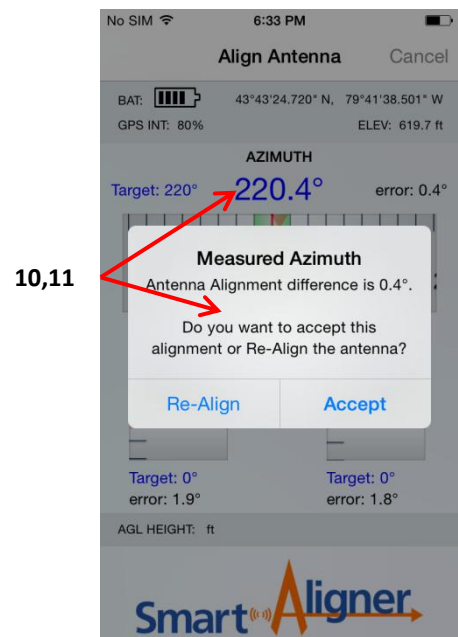 No SIM 6:33 PM
Align Antenna Cancel
BAT: 43°43'24.720" N, 79°41'38.501" W
GPS INT: 80% ELEV: 619.7 ft
AZIMUTH
Target: 220° 220.4° error: 0.4°
10,11
Measured Azimuth
Antenna Alignment difference is 0.4°.
Do you want to accept this
alignment or Re-Align the antenna?
Re-Align Accept
Target: 0° Target: 0°
error: 1.9° error: 1.8°
AGL HEIGHT: ft
Smart Aligner